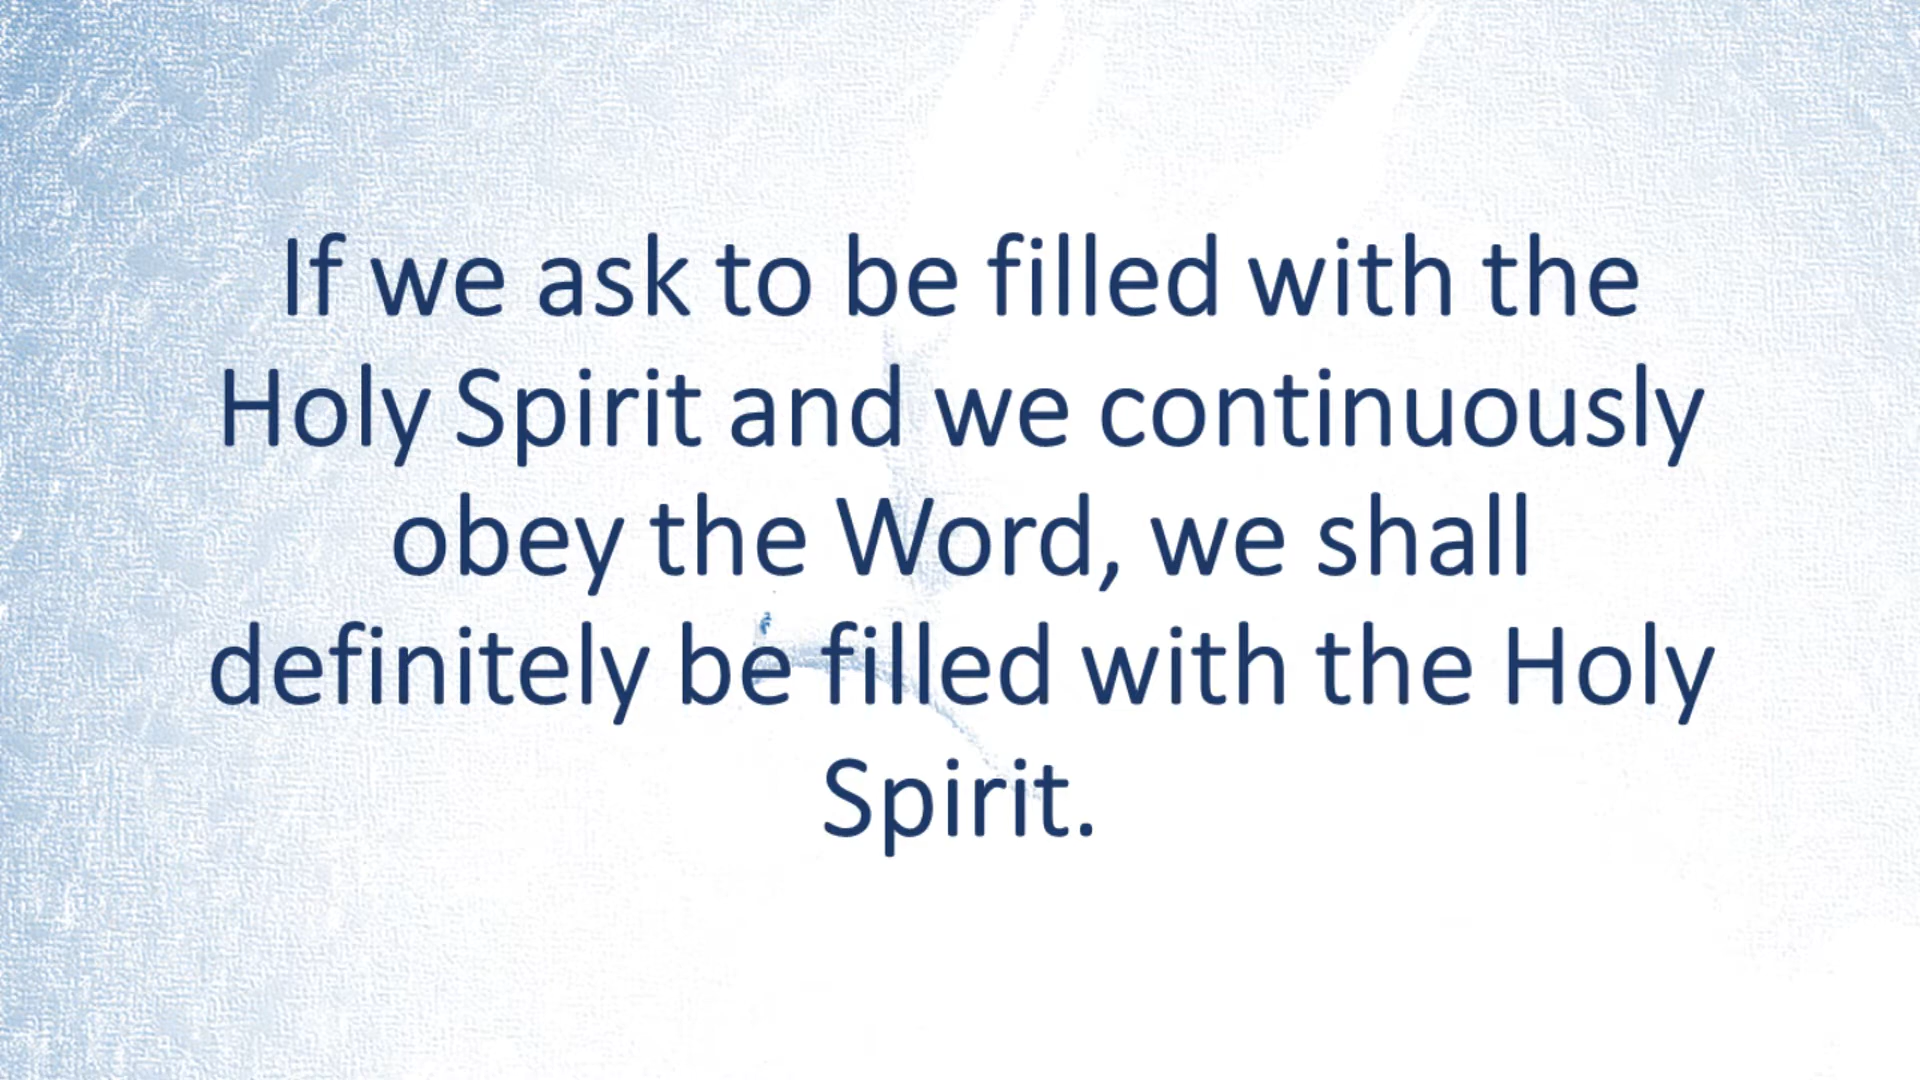 If we ask to be filled with the
Holy Spirit and we continuously
obey the Word, we shall
definitely be filled with the Holy
Spirit.